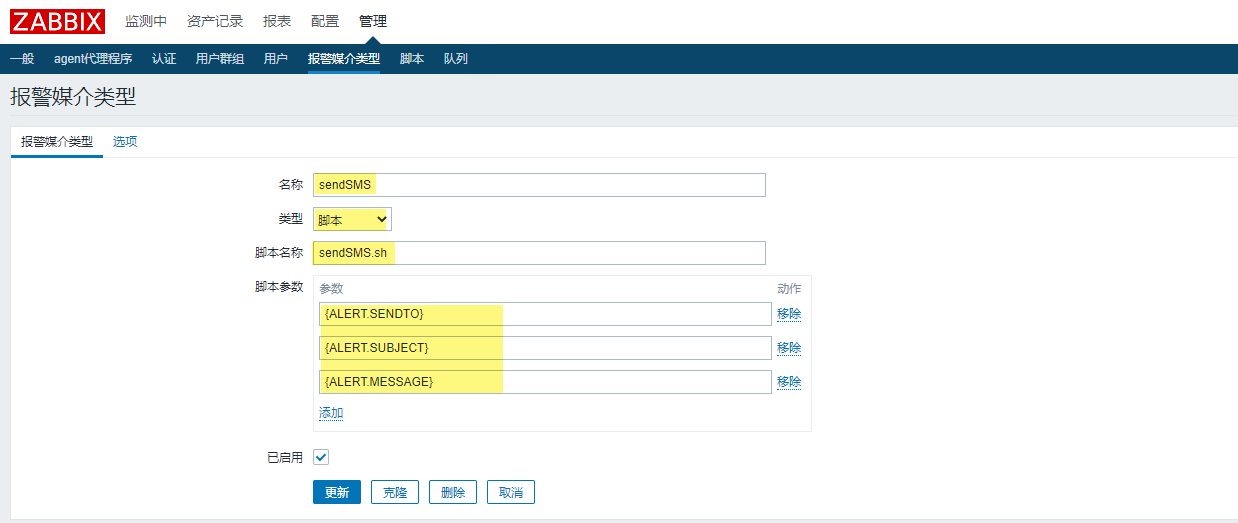 ZABBIX 监测中 资产记录 报表 配置 管理
一般 agent代理程序 认证 用户群组 用户 报警媒介类型 脚本 队列
报警媒介类型
报警媒介类型 选项
名称 sendSMS
类型 脚本
脚本名称 sendSMS.sh
脚本参数 参数 动作
{ALERT.SENDTO} 移除
{ALERT.SUBJECT} 移除
{ALERT.MESSAGE} 移除
添加
已启用
更新 克隆 删除 取消